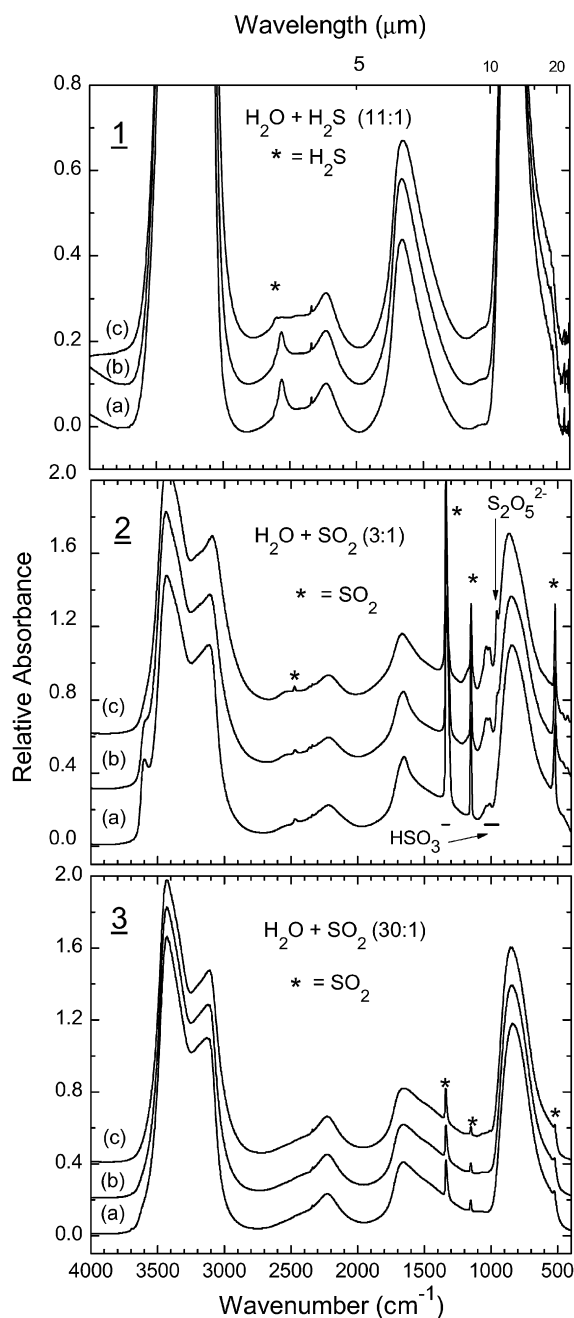 Wavelength (μm)
5 10 20
1
H₂O + H₂S (11:1)
* = H₂S
*
(c)
(b)
(a)
0.8
0.6
0.4
0.2
0.0
2
H₂O + SO₂ (3:1)
* = SO₂
S₂O₅²⁻
*
*
*
*
(c)
(b)
(a)
HSO₃
2.0
1.6
1.2
0.8
0.4
0.0
Relative Absorbance
3
H₂O + SO₂ (30:1)
* = SO₂
*
*
*
(c)
(b)
(a)
2.0
1.6
1.2
0.8
0.4
0.0
4000 3500 3000 2500 2000 1500 1000 500
Wavenumber (cm⁻¹)